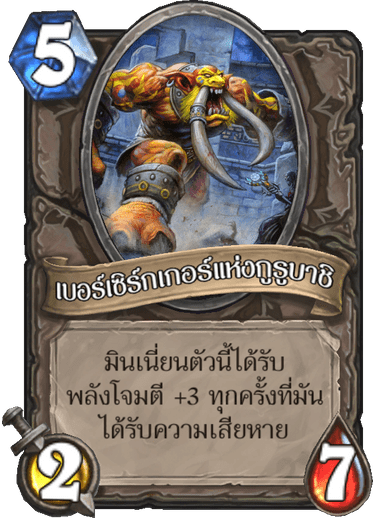 5
เบอร์เซิร์กเกอร์แห่งกูรูบาชิ
มินเนี่ยนตัวนี้ได้รับ
พลังโจมตี +3 ทุกครั้งที่มัน
ได้รับความเสียหาย
2
7